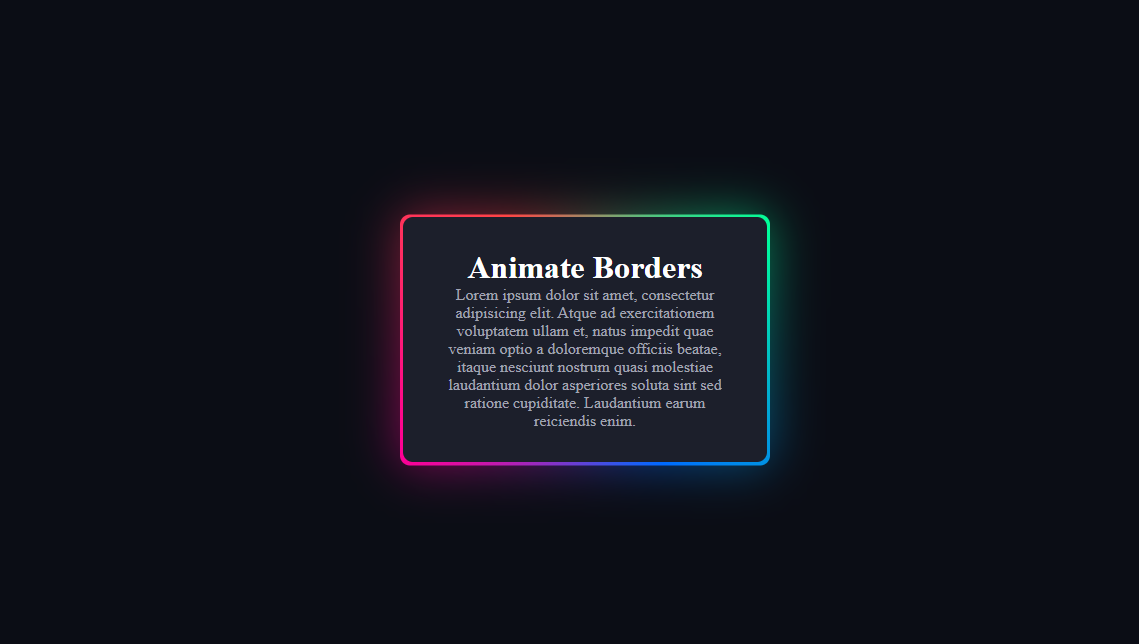 Animate Borders
Lorem ipsum dolor sit amet, consectetur
adipisicing elit. Atque ad exercitationem
voluptatem ullam et, natus impedit quae
veniam optio a doloremque officiis beatae,
itaque nesciunt nostrum quasi molestiae
laudantium dolor asperiores soluta sint sed
ratione cupiditate. Laudantium earum
reiciendis enim.